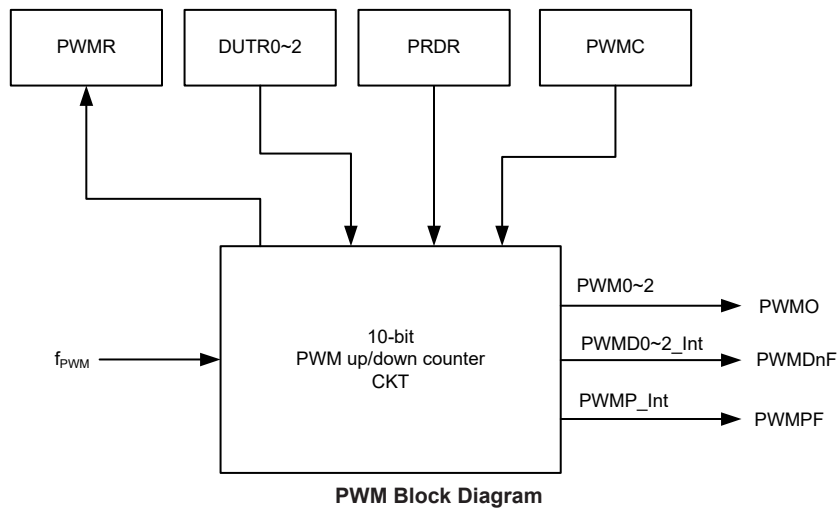 PWMR
DUTR0~2
PRDR
PWMC
PWM0~2
PWMO
10-bit
PWM up/down counter
CKT
fPWM
PWMD0~2_Int
PWMDnF
PWMP_Int
PWMPF
PWM Block Diagram